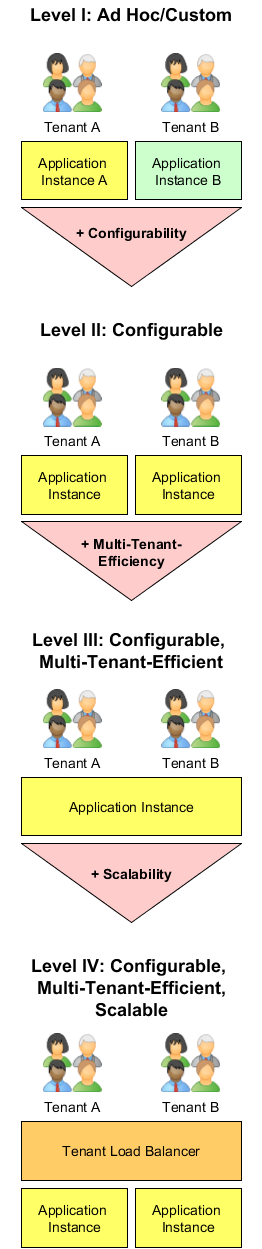 Level I: Ad Hoc/Custom
Tenant A
Tenant B
Application
Instance A
Application
Instance B
+ Configurability
Level II: Configurable
Tenant A
Tenant B
Application
Instance
Application
Instance
+ Multi-Tenant-
Efficiency
Level III: Configurable,
Multi-Tenant-Efficient
Tenant A
Tenant B
Application Instance
+ Scalability
Level IV: Configurable,
Multi-Tenant-Efficient,
Scalable
Tenant A
Tenant B
Tenant Load Balancer
Application
Instance
Application
Instance